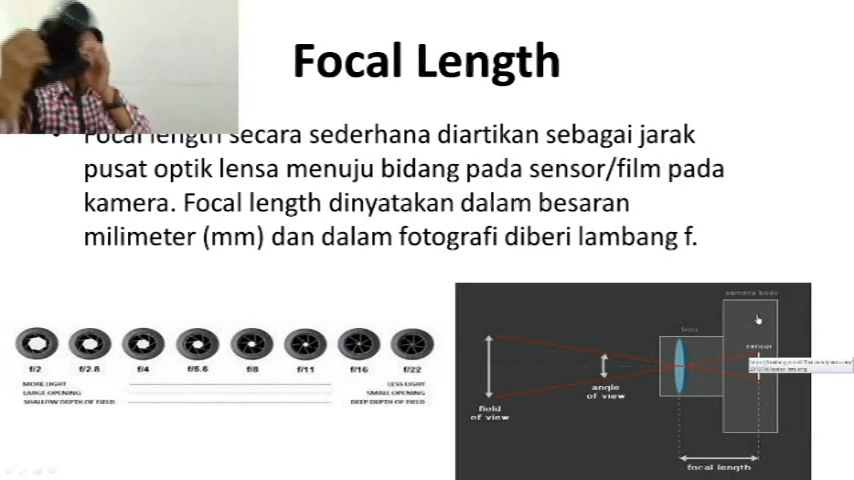 Focal Length
• Focal length secara sederhana diartikan sebagai jarak
pusat optik lensa menuju bidang pada sensor/film pada
kamera. Focal length dinyatakan dalam besaran
milimeter (mm) dan dalam fotografi diberi lambang f.
f/2 f/2.8 f/4 f/5.6 f/8 f/11 f/16 f/22
MORE LIGHT LESS LIGHT
LARGE OPENING SMALL OPENING
SHALLOW DEPTH OF FIELD DEEP DEPTH OF FIELD
camera body
lens
sensor
angle
of view
field
of view
focal length